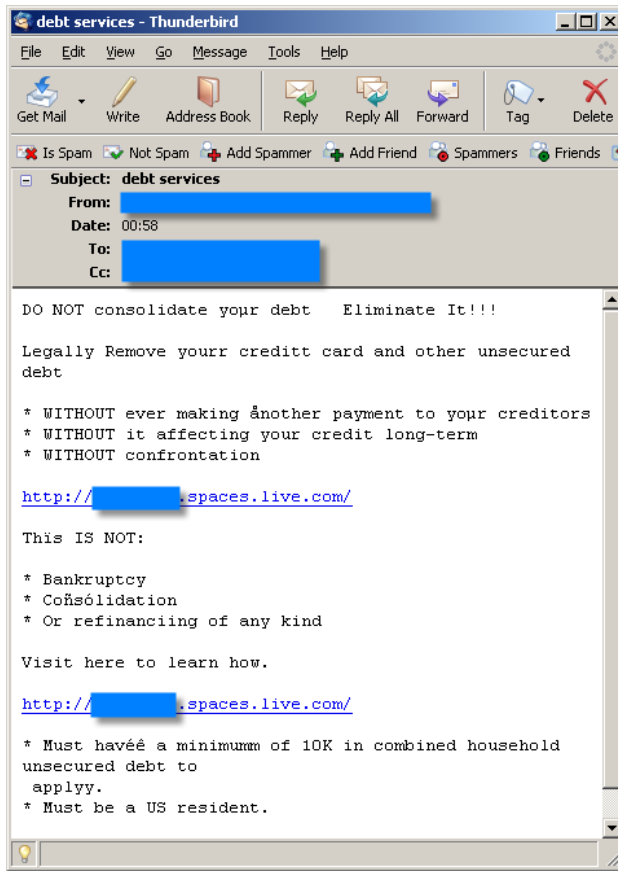 debt services - Thunderbird
File Edit View Go Message Tools Help
Get Mail Write Address Book Reply Reply All Forward Tag Delete
Is Spam Not Spam Add Spammer Add Friend Spammers Friends
Subject: debt services
From:
Date: 00:58
To:
Cc:
DO NOT consolidate yoµr debt Eliminate It!!!
Legally Remove yourr creditt card and other unsecured
debt
* WITHOUT ever making ånother payment to yoµr creditors
* WITHOUT it affecting your credit long-term
* WITHOUT confrontation
http:// .spaces.live.com/
Thïs IS NOT:
* Bankruptcy
* Coñsólidation
* Or refinanciing of any kind
Visit here to learn how.
http:// .spaces.live.com/
* Must havéê a minimumm of 10K in combined household
unsecured debt to
applyy.
* Must be a US resident.